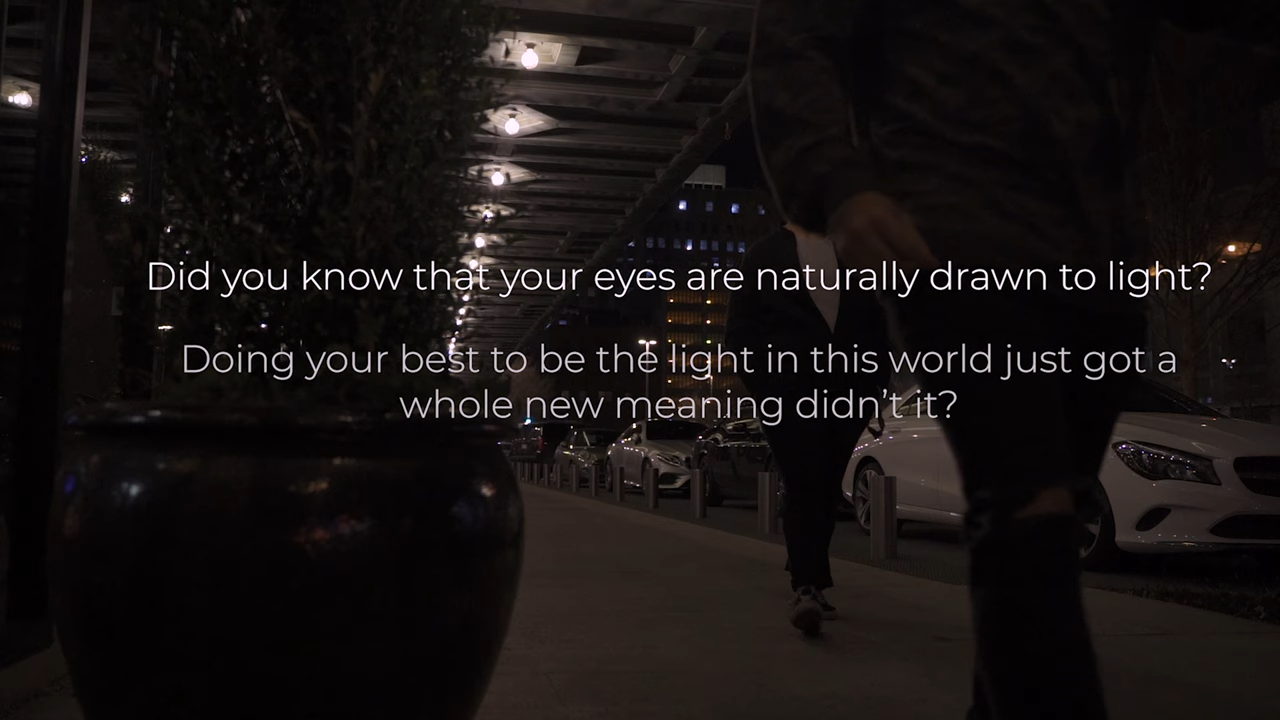 Did you know that your eyes are naturally drawn to light?
Doing your best to be the light in this world just got a
whole new meaning didn’t it?